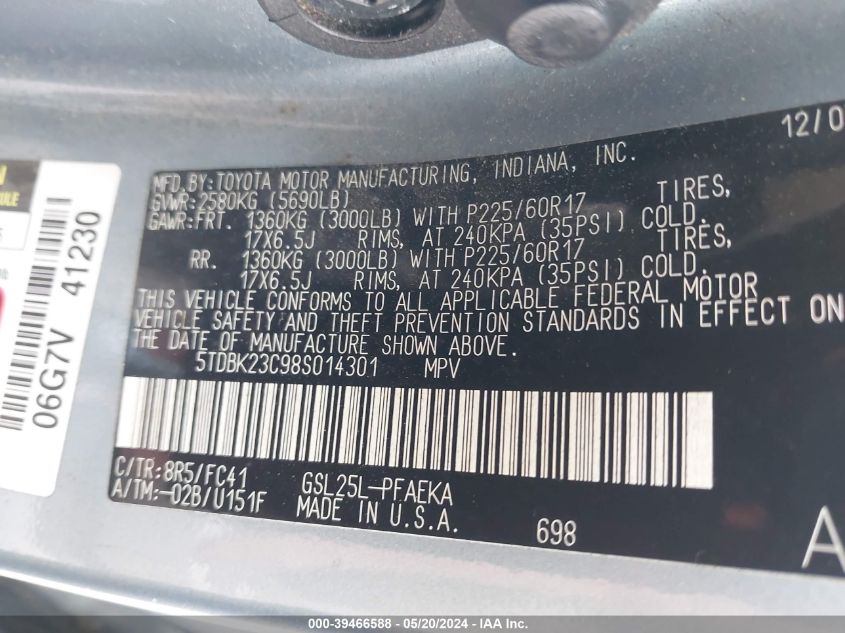 12/0
MFD.BY:TOYOTA MOTOR MANUFACTURING, INDIANA, INC.
GVWR:2580KG (5690LB)
GAWR:FRT. 1360KG (3000LB) WITH P225/60R17 TIRES,
17X6.5J RIMS, AT 240KPA (35PSI) COLD.
RR. 1360KG (3000LB) WITH P225/60R17 TIRES,
17X6.5J RIMS, AT 240KPA (35PSI) COLD.
THIS VEHICLE CONFORMS TO ALL APPLICABLE FEDERAL MOTOR
VEHICLE SAFETY AND THEFT PREVENTION STANDARDS IN EFFECT ON
THE DATE OF MANUFACTURE SHOWN ABOVE.
5TDBK23C98S014301 MPV
C/TR:8R5/FC41 GSL25L-PFAEKA
A/TM:-02B/U151F MADE IN U.S.A.
698
A
06G7V 41230
000-39466588 - 05/20/2024 - IAA Inc.